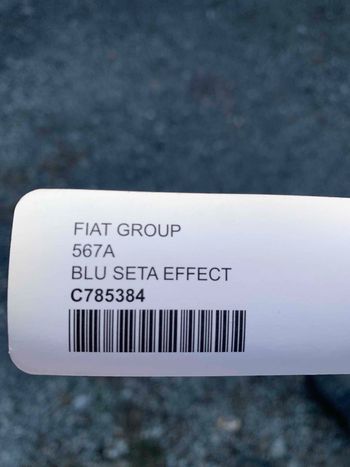 FIAT GROUP
567A
BLU SETA EFFECT
C785384